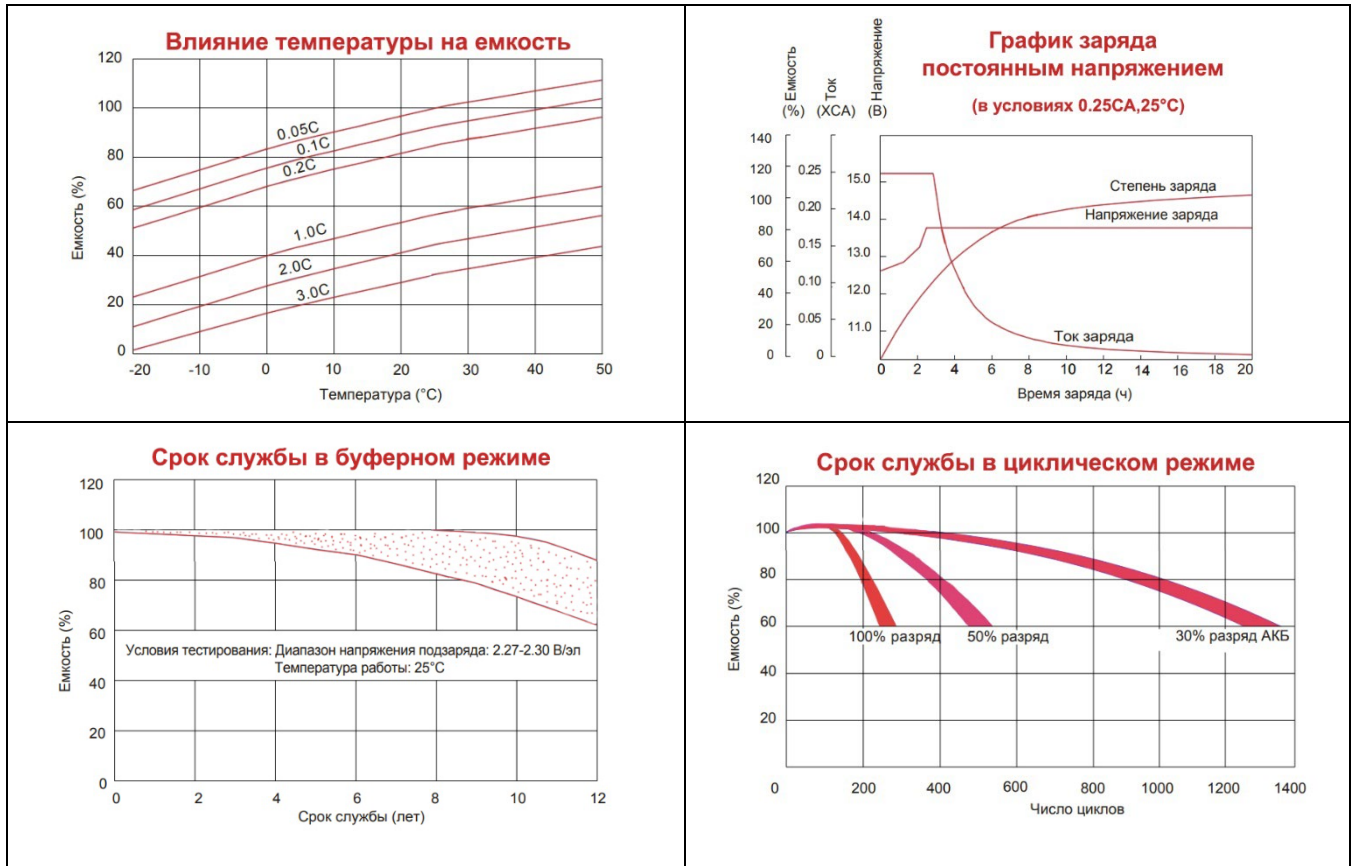 Влияние температуры на емкость
120
100
80
60
40
20
0
Емкость (%)
0.05C
0.1C
0.2C
1.0C
2.0C
3.0C
-20 -10 0 10 20 30 40 50
Температура (°C)
График заряда
постоянным напряжением
(в условиях 0.25CA,25°C)
Емкость
(%)
Ток
(XCA)
Напряжение
(В)
140
120
100
80
60
40
20
0
0.25
0.20
0.15
0.10
0.05
0
15.0
14.0
13.0
12.0
11.0
Степень заряда
Напряжение заряда
Ток заряда
0 2 4 6 8 10 12 14 16 18 20
Время заряда (ч)
Срок службы в буферном режиме
120
100
80
60
40
20
0
Емкость (%)
Условия тестирования: Диапазон напряжения подзаряда: 2.27-2.30 В/эл
Температура работы: 25°C
0 2 4 6 8 10 12
Срок службы (лет)
Срок службы в циклическом режиме
120
100
80
60
40
20
0
Емкость (%)
100% разряд
50% разряд
30% разряд АКБ
200 400 600 800 1000 1200 1400
Число циклов